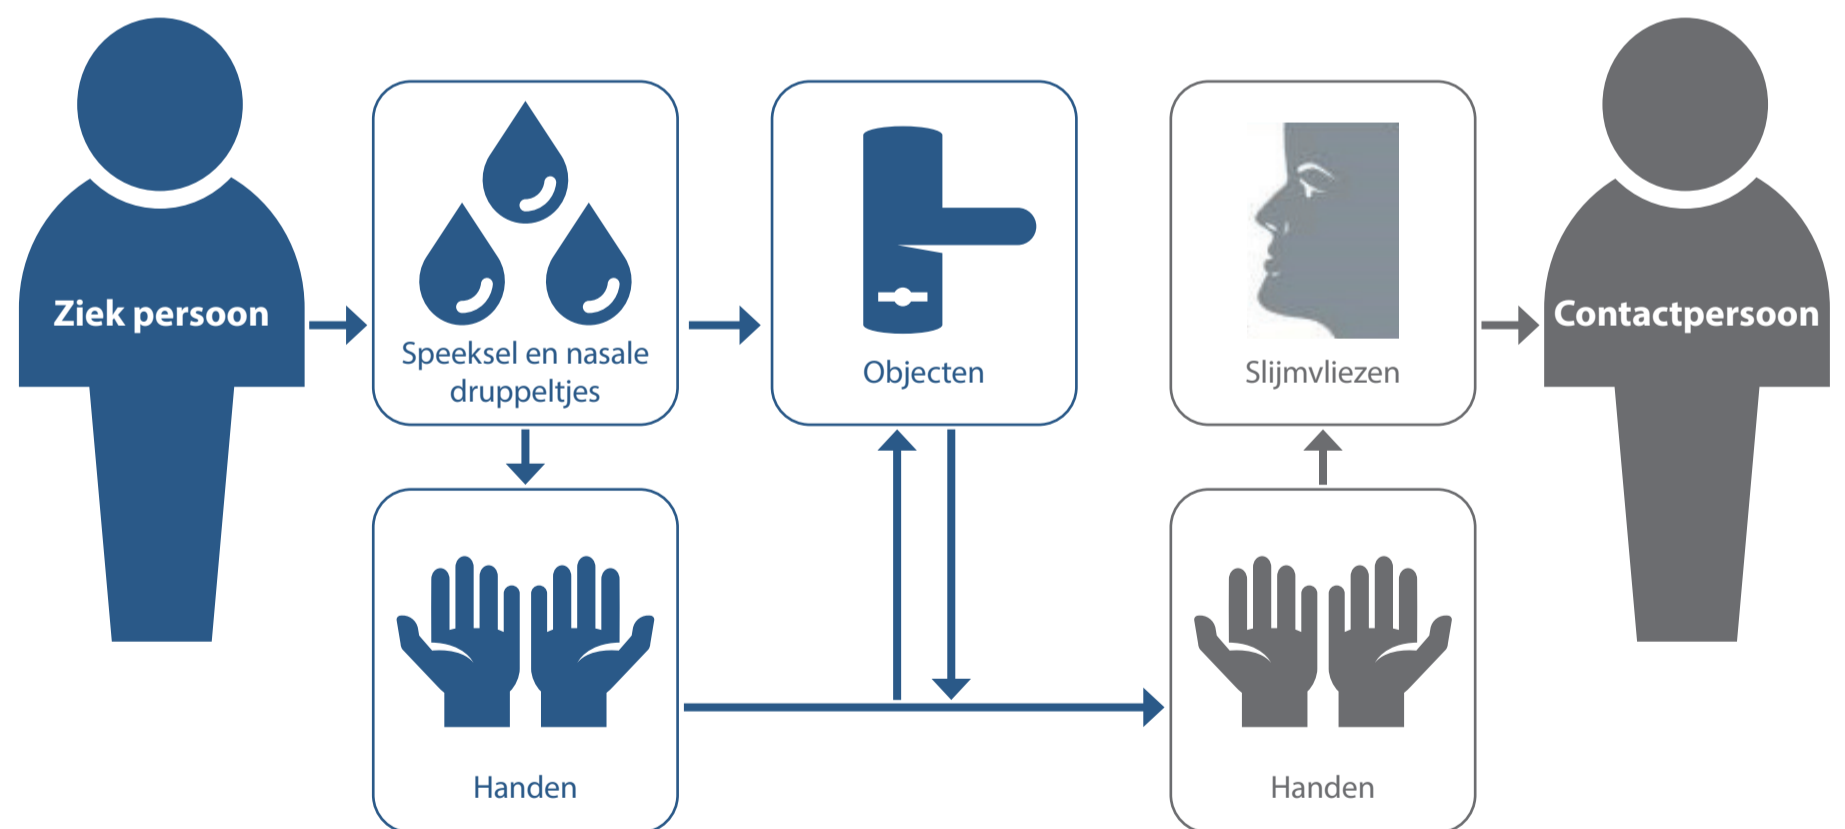 Ziek persoon
Speeksel en nasale
druppeltjes
Objecten
Slijmvliezen
Contactpersoon
Handen
Handen